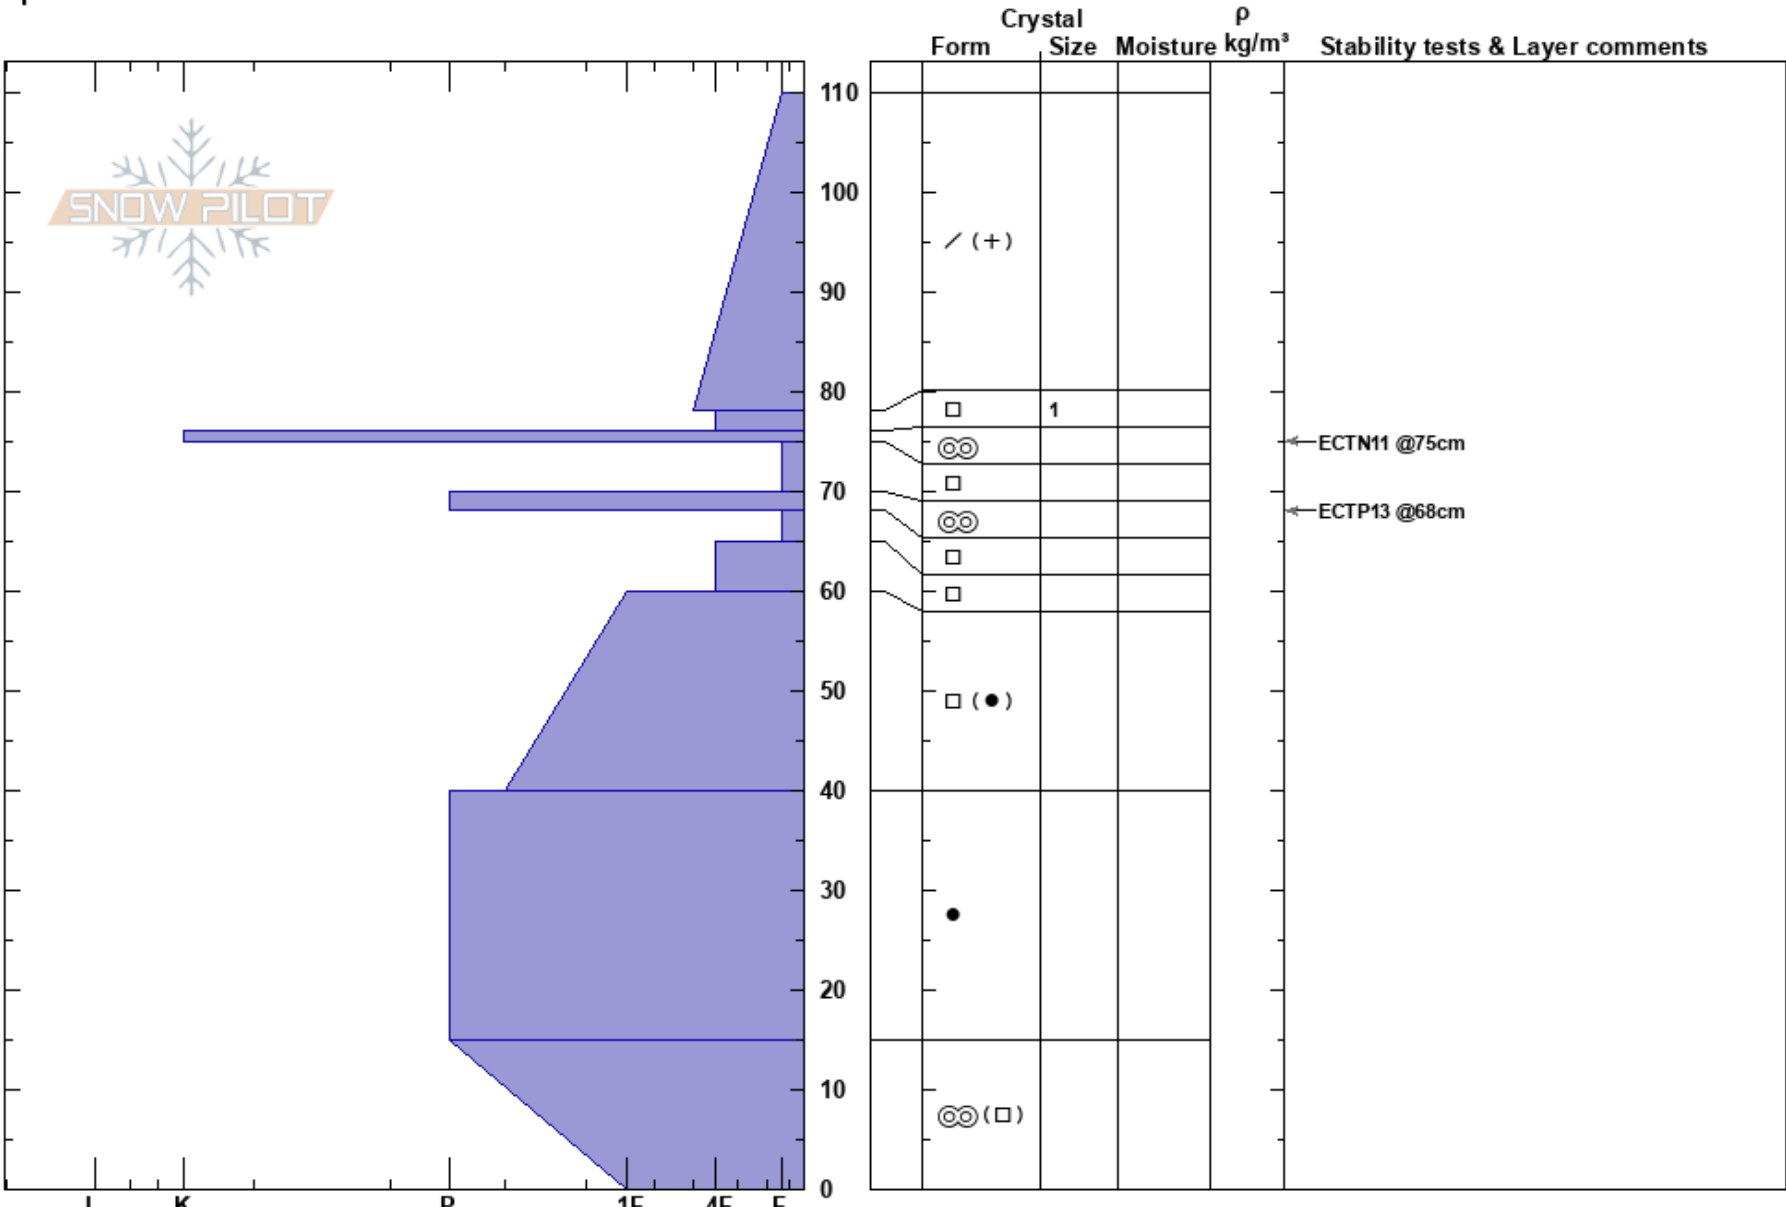 Crystal
ρ
Form Size Moisture kg/m³ Stability tests & Layer comments
110
SNOW PILOT
100
/ (+)
90
80
1
ECTN11 @75cm
70
ECTP13 @68cm
60
50
40
30
20
10
0
I K P 1F 4F F